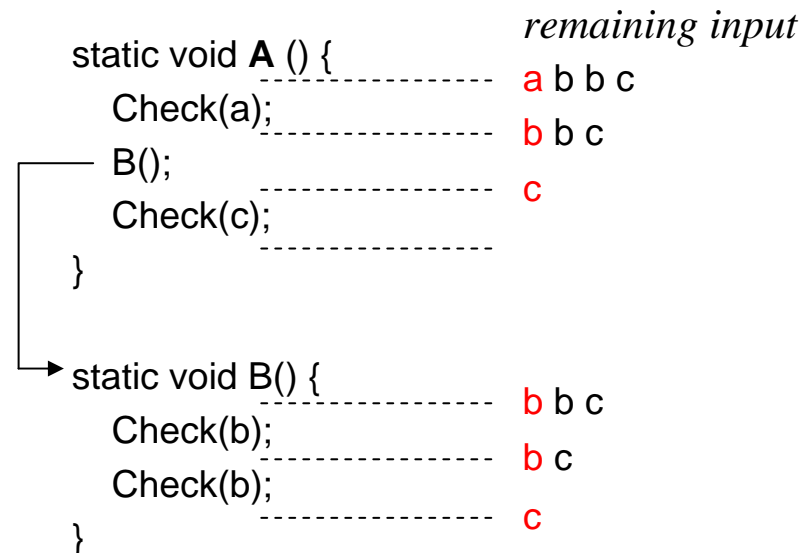 remaining input
static void A () {
a b b c
Check(a);
b b c
B();
c
Check(c);
}
static void B() {
b b c
Check(b);
b c
Check(b);
c
}